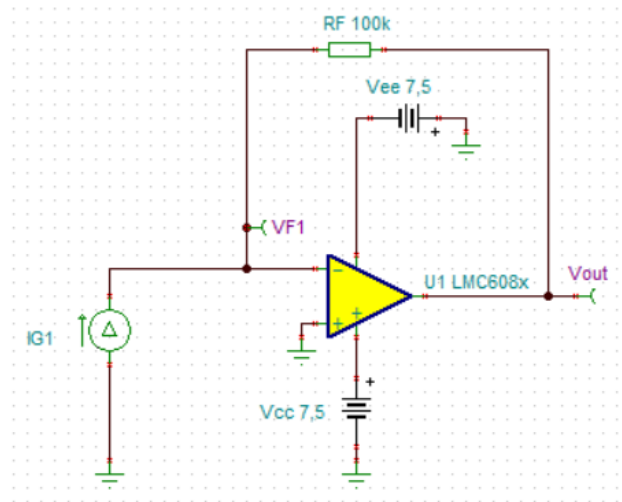 RF 100k
Vee 7,5
+
VF1
-
U1 LMC608x
Vout
+
+
IG1
+
Vcc 7,5